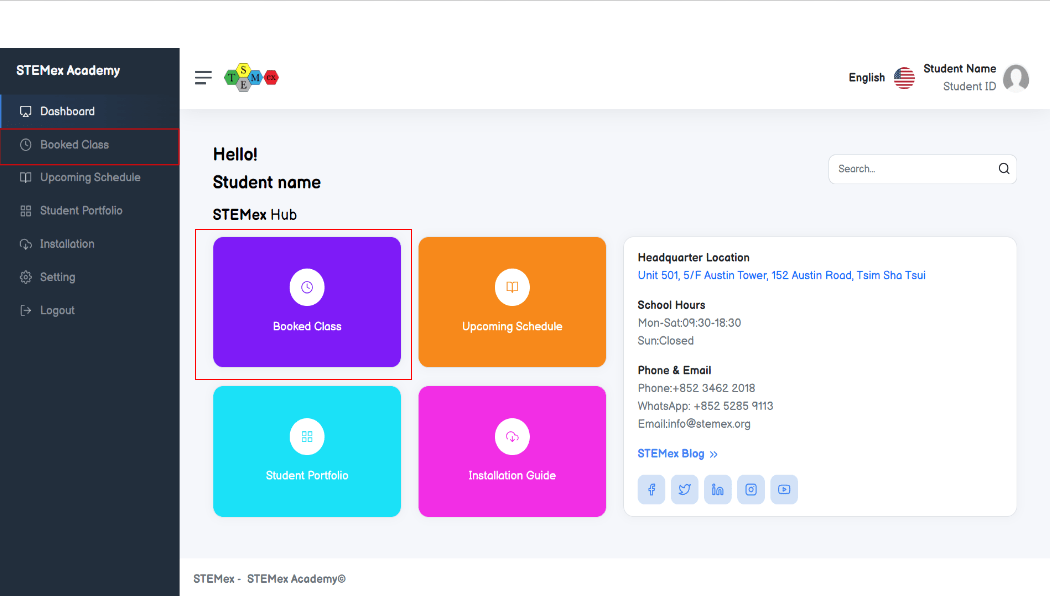 STEMex Academy
Dashboard
Booked Class
Upcoming Schedule
Student Portfolio
Installation
Setting
Logout
T S E M ex
English
Student Name
Student ID
Hello!
Student name
Search...
STEMex Hub
Booked Class
Upcoming Schedule
Student Portfolio
Installation Guide
Headquarter Location
Unit 501, 5/F Austin Tower, 152 Austin Road, Tsim Sha Tsui
School Hours
Mon-Sat:09:30-18:30
Sun:Closed
Phone & Email
Phone:+852 3462 2018
WhatsApp: +852 5285 9113
Email:info@stemex.org
STEMex Blog »
STEMex - STEMex Academy©